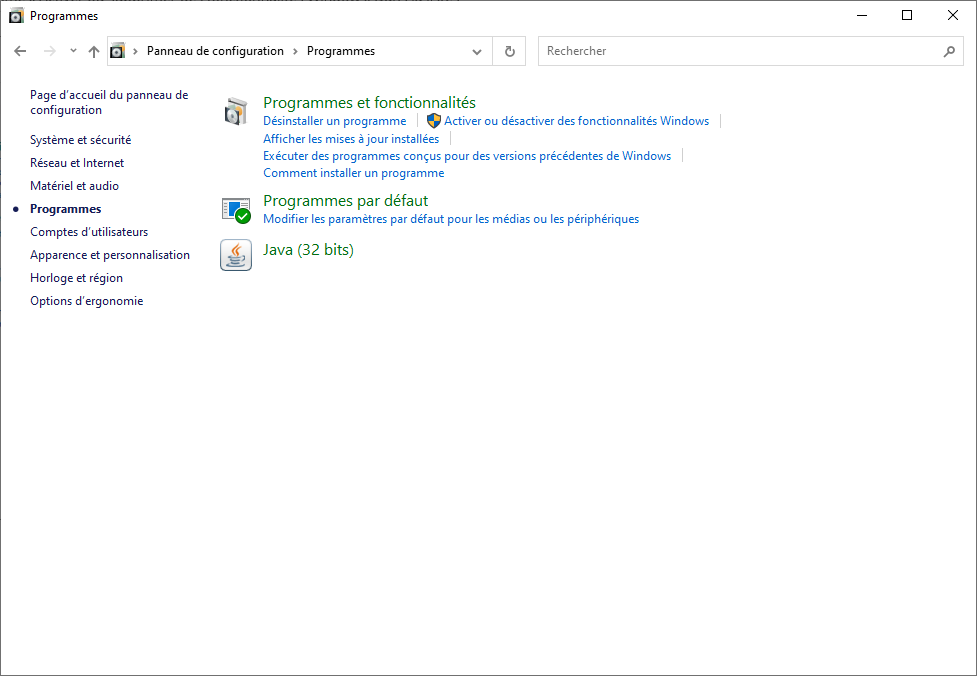 Programmes
Panneau de configuration > Programmes
Rechercher
Page d’accueil du panneau de
configuration
Système et sécurité
Réseau et Internet
Matériel et audio
Programmes
Comptes d’utilisateurs
Apparence et personnalisation
Horloge et région
Options d’ergonomie
Programmes et fonctionnalités
Désinstaller un programme | Activer ou désactiver des fonctionnalités Windows |
Afficher les mises à jour installées |
Exécuter des programmes conçus pour des versions précédentes de Windows |
Comment installer un programme
Programmes par défaut
Modifier les paramètres par défaut pour les médias ou les périphériques
Java (32 bits)